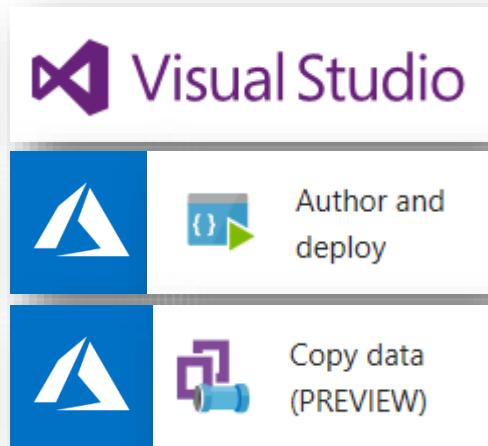 Visual Studio
Author and
deploy
Copy data
(PREVIEW)